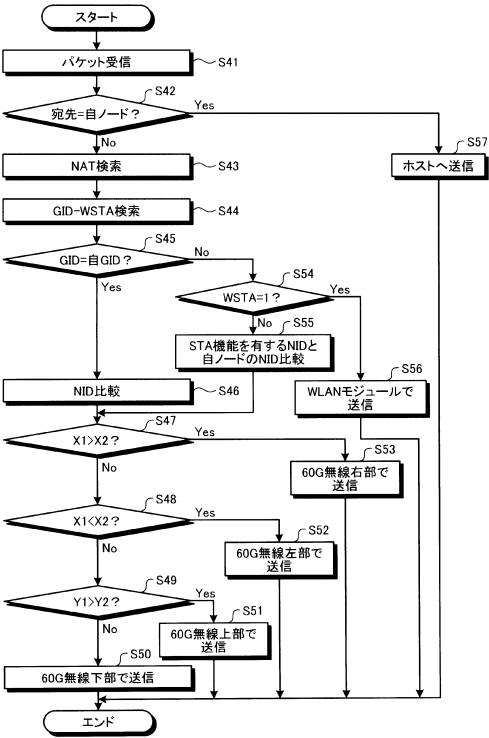 スタート
パケット受信
S41
宛先=自ノード?
S42
Yes
No
ホストへ送信
S57
NAT検索
S43
GID-WSTA検索
S44
GID=自GID?
S45
No
Yes
WSTA=1?
S54
Yes
No
STA機能を有するNIDと
自ノードのNID比較
S55
NID比較
S46
WLANモジュールで
送信
S56
X1>X2?
S47
Yes
No
60G無線右部で
送信
S53
X1<X2?
S48
Yes
No
60G無線左部で
送信
S52
Y1>Y2?
S49
Yes
No
60G無線上部で
送信
S51
60G無線下部で送信
S50
エンド